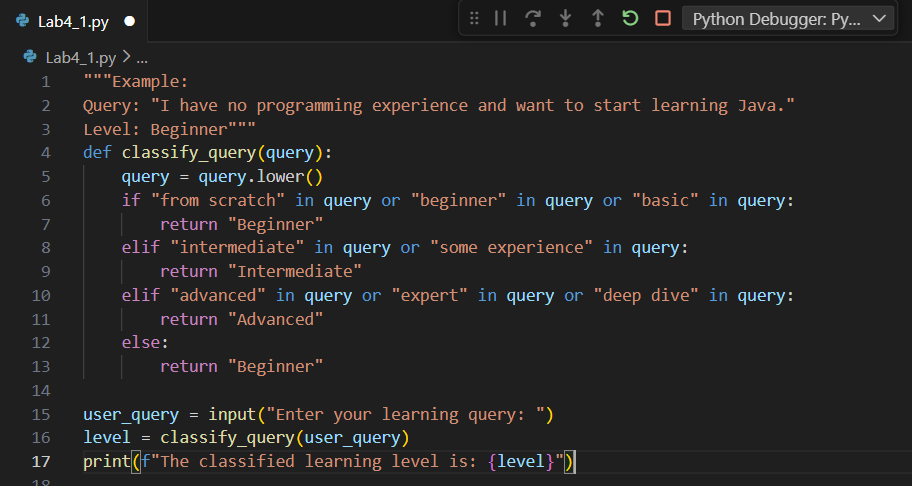 Lab4_1.py
Python Debugger: Py...
Lab4_1.py > ...
1 """Example:
2 Query: "I have no programming experience and want to start learning Java."
3 Level: Beginner"""
4 def classify_query(query):
5     query = query.lower()
6     if "from scratch" in query or "beginner" in query or "basic" in query:
7         return "Beginner"
8     elif "intermediate" in query or "some experience" in query:
9         return "Intermediate"
10     elif "advanced" in query or "expert" in query or "deep dive" in query:
11         return "Advanced"
12     else:
13         return "Beginner"
14
15 user_query = input("Enter your learning query: ")
16 level = classify_query(user_query)
17 print(f"The classified learning level is: {level}")
18